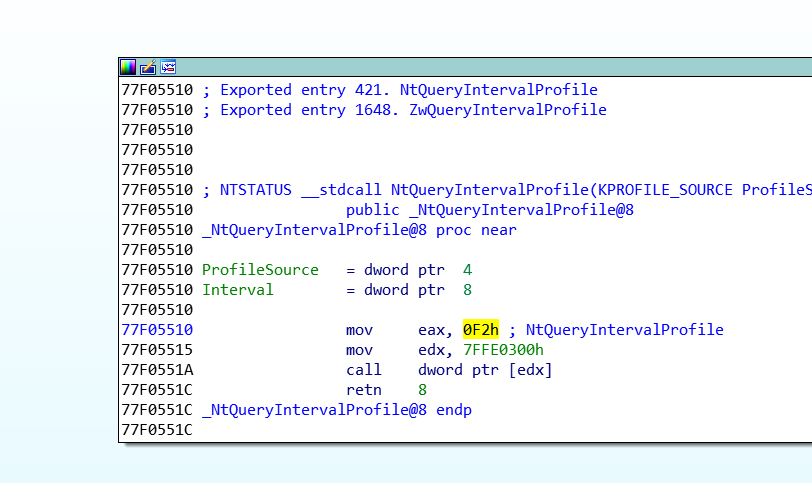 77F05510 ; Exported entry 421. NtQueryIntervalProfile
77F05510 ; Exported entry 1648. ZwQueryIntervalProfile
77F05510
77F05510
77F05510
77F05510 ; NTSTATUS __stdcall NtQueryIntervalProfile(KPROFILE_SOURCE ProfileS
77F05510 public _NtQueryIntervalProfile@8
77F05510 _NtQueryIntervalProfile@8 proc near
77F05510
77F05510 ProfileSource = dword ptr 4
77F05510 Interval = dword ptr 8
77F05510
77F05510 mov eax, 0F2h ; NtQueryIntervalProfile
77F05515 mov edx, 7FFE0300h
77F0551A call dword ptr [edx]
77F0551C retn 8
77F0551C _NtQueryIntervalProfile@8 endp
77F0551C